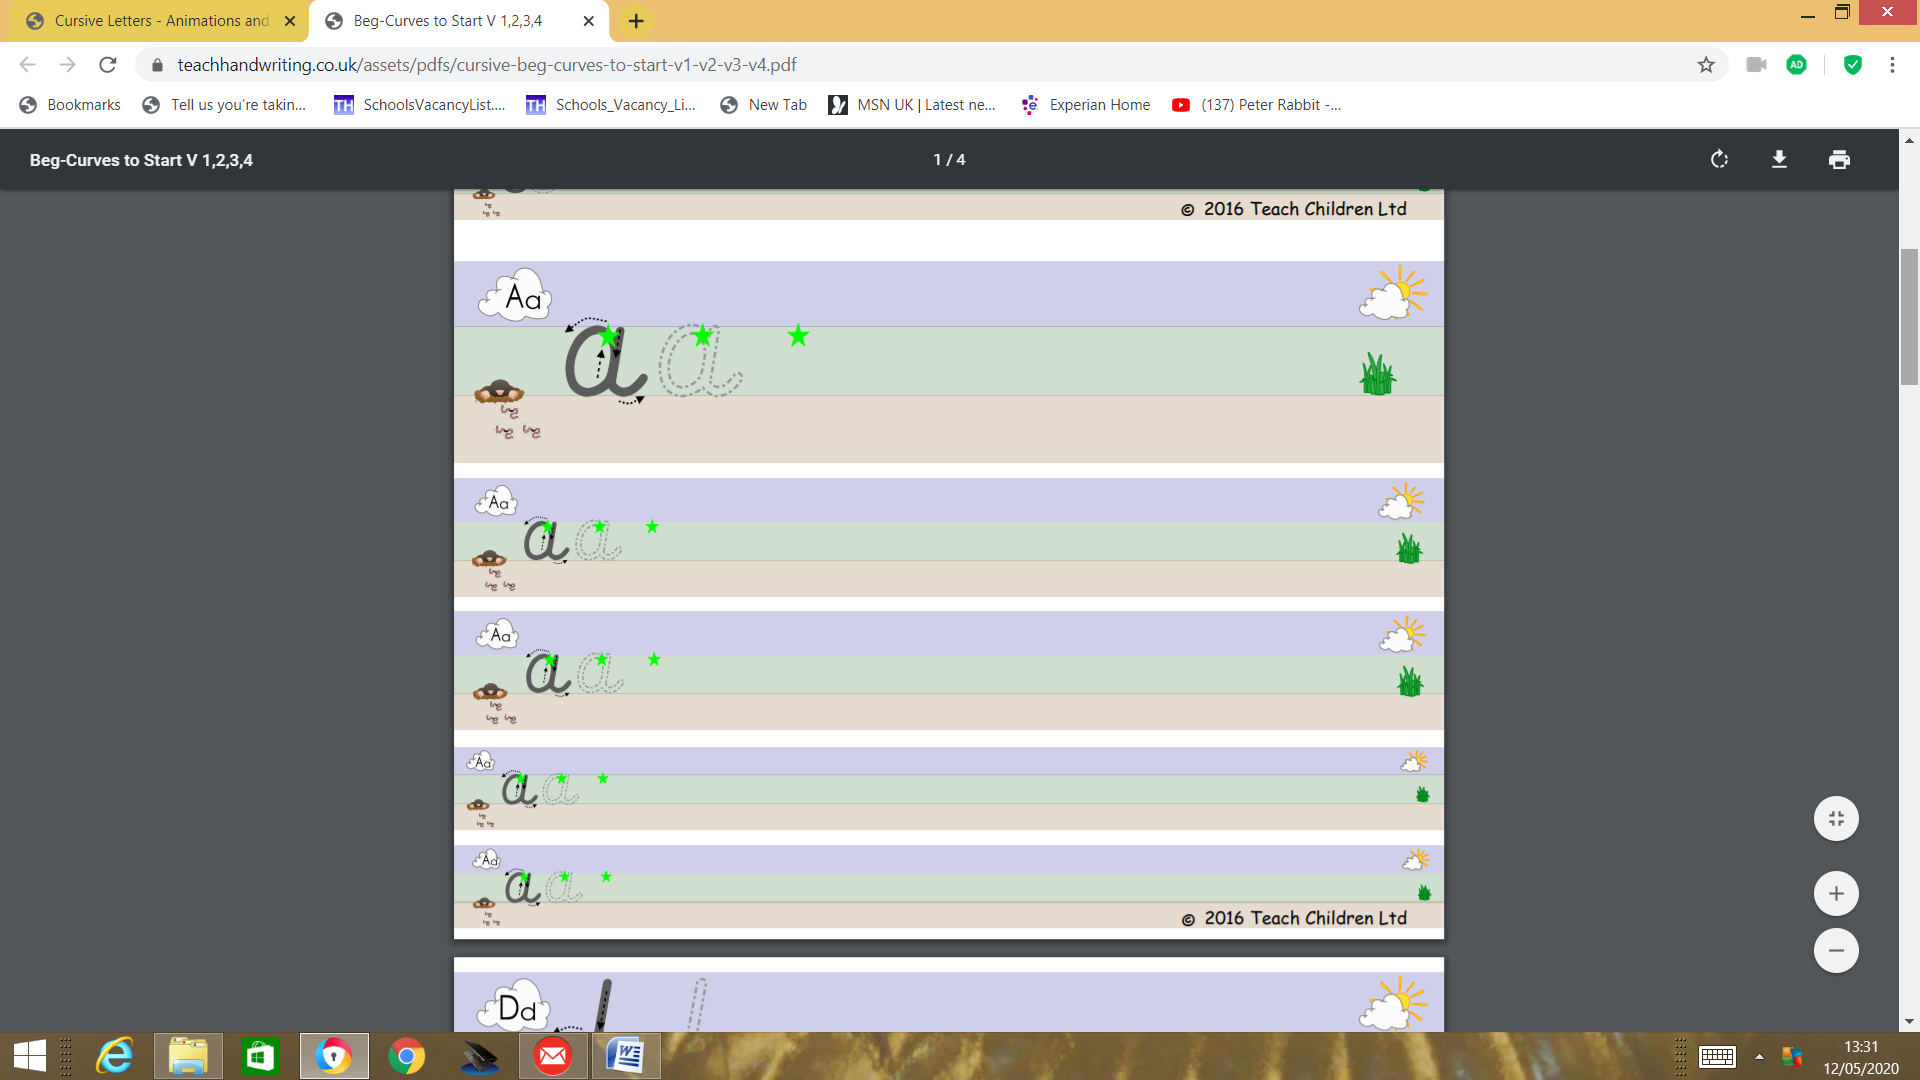 Cursive Letters - Animations and
Beg-Curves to Start V 1,2,3,4
teachhandwriting.co.uk/assets/pdfs/cursive-beg-curves-to-start-v1-v2-v3-v4.pdf
AD
Bookmarks
Tell us you're takin...
TH SchoolsVacancyList....
TH Schools_Vacancy_Li...
New Tab
MSN UK | Latest ne...
Experian Home
(137) Peter Rabbit -...
Beg-Curves to Start V 1,2,3,4
1 / 4
© 2016 Teach Children Ltd
Aa
a a
Aa
a a
Aa
a a
Aa
a a
Aa
a a
© 2016 Teach Children Ltd
Dd
13:31
12/05/2020